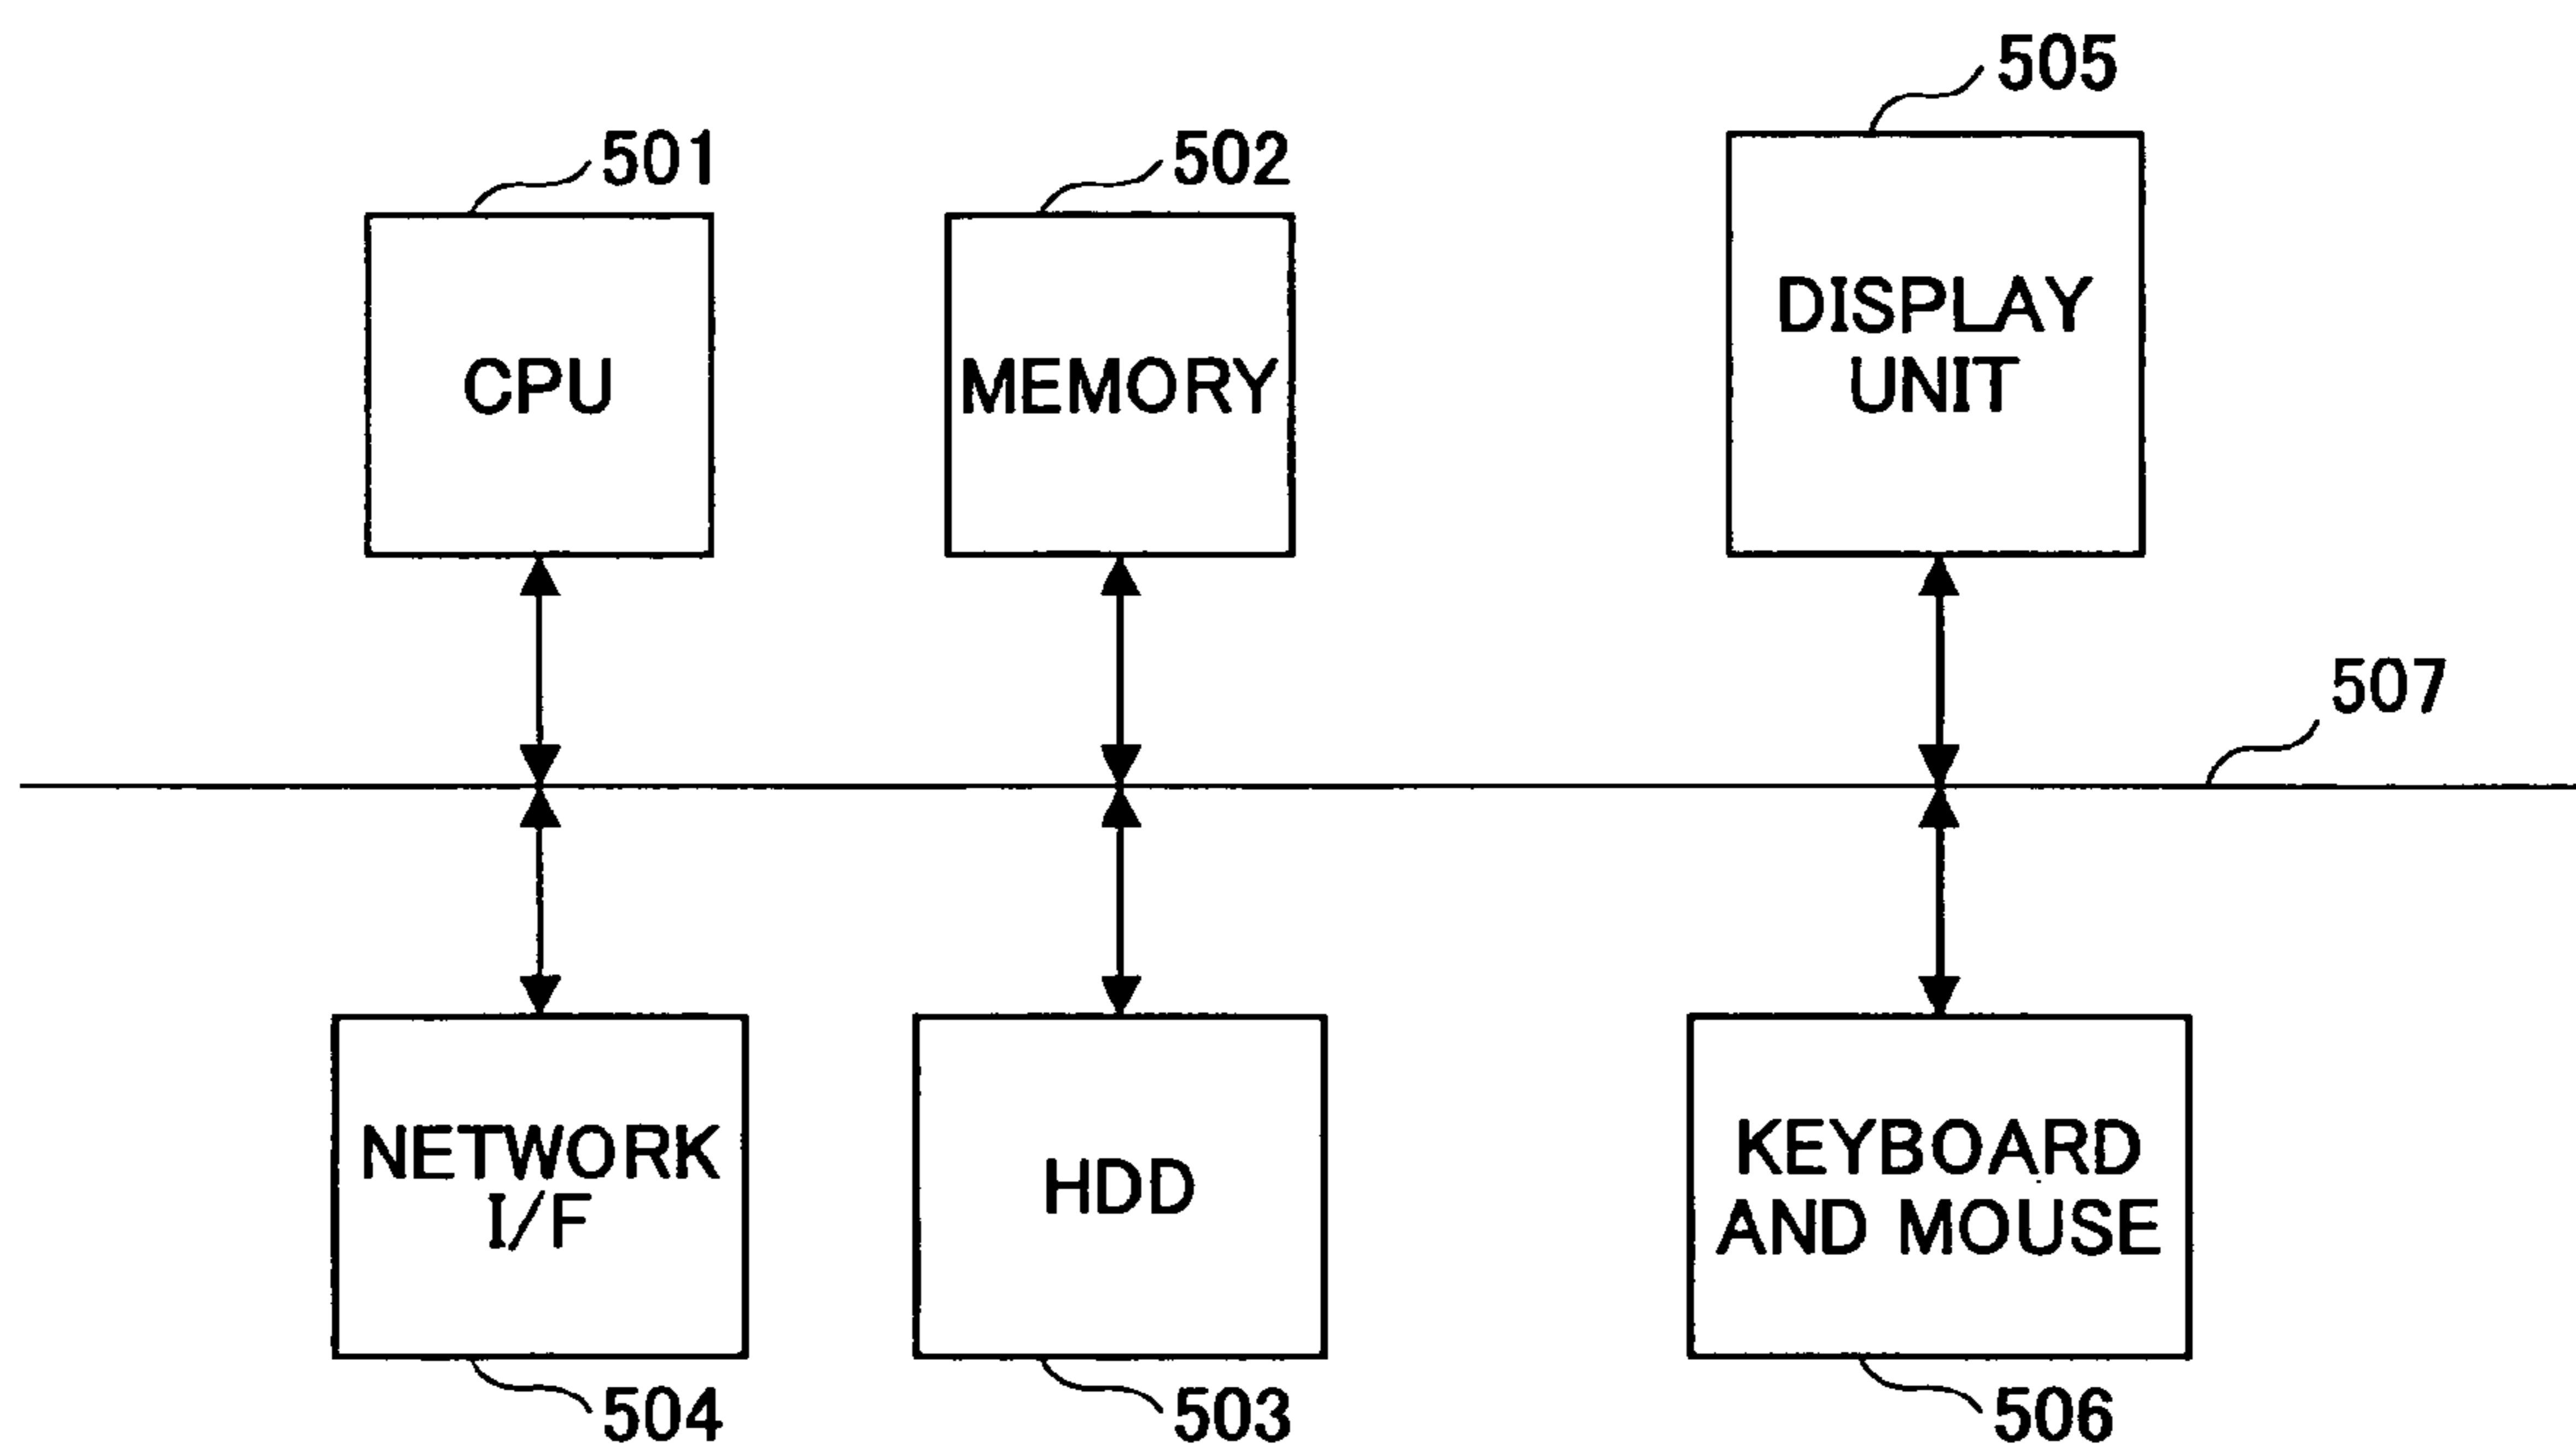 505
501
502
CPU
MEMORY
DISPLAY
UNIT
507
NETWORK
I/F
HDD
KEYBOARD
AND MOUSE
504
503
506